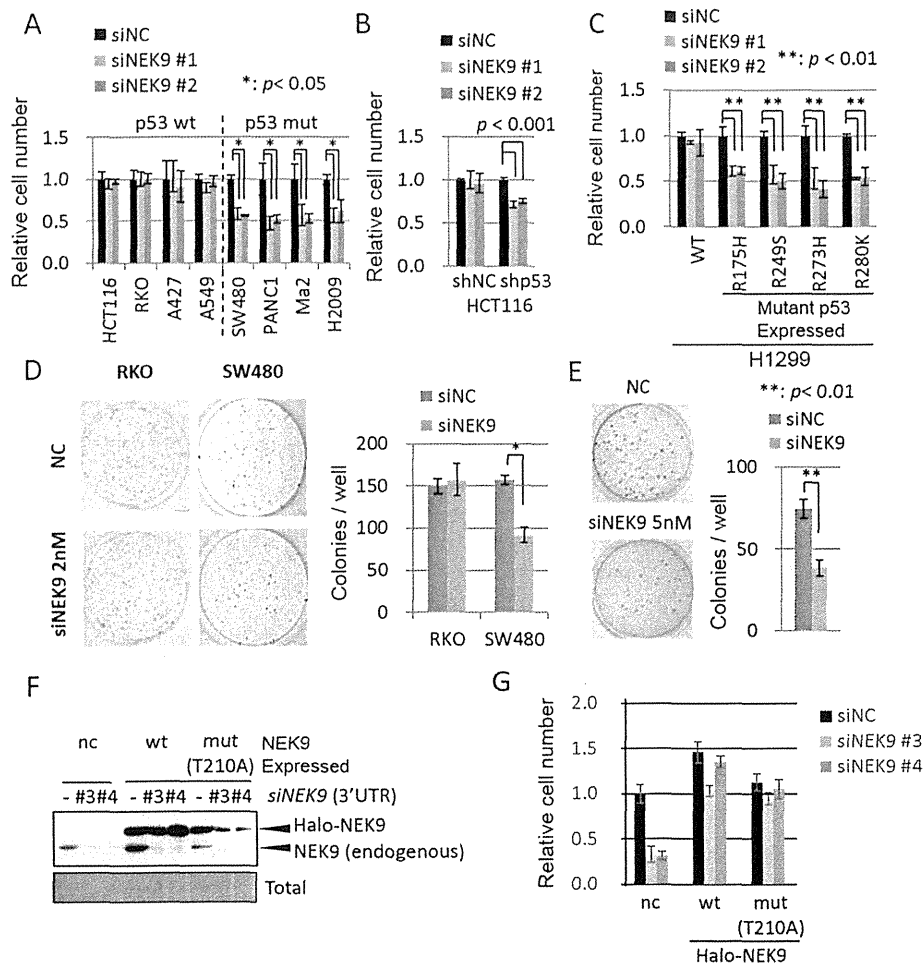 A
siNC
siNEK9 #1
siNEK9 #2
*: p< 0.05
p53 wt
p53 mut
Relative cell number
1.5
1.0
0.5
0.0
* * * *
HCT116
RKO
A427
A549
SW480
PANC1
Ma2
H2009
B
siNC
siNEK9 #1
siNEK9 #2
p < 0.001
Relative cell number
1.5
1.0
0.5
0.0
shNC shp53
HCT116
C
siNC
siNEK9 #1
siNEK9 #2
**: p < 0.01
Relative cell number
1.5
1.0
0.5
0.0
** ** ** **
WT
R175H
R249S
R273H
R280K
Mutant p53
Expressed
H1299
D
RKO
SW480
NC
siNEK9 2nM
siNC
siNEK9
Colonies / well
200
150
100
50
0
*
RKO SW480
E
NC
siNEK9 5nM
**: p< 0.01
siNC
siNEK9
Colonies / well
100
50
0
**
F
nc wt mut
(T210A)
NEK9
Expressed
- #3#4 - #3#4 - #3#4 siNEK9 (3'UTR)
Halo-NEK9
NEK9 (endogenous)
Total
G
siNC
siNEK9 #3
siNEK9 #4
Relative cell number
2.0
1.5
1.0
0.5
0.0
nc wt mut
(T210A)
Halo-NEK9